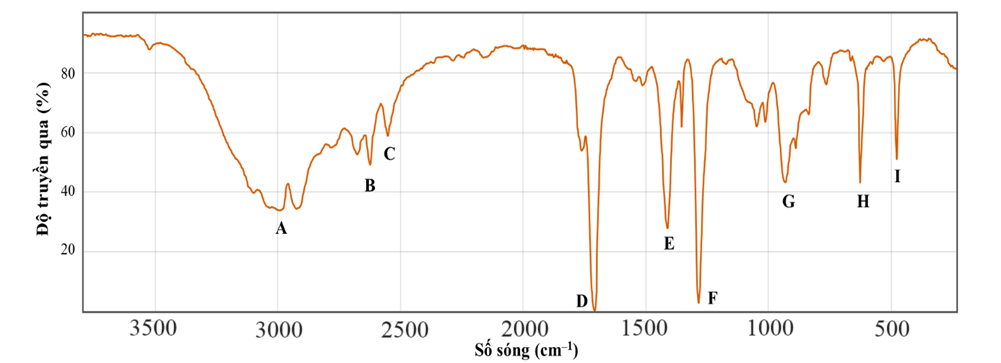 Độ truyền qua (%)
80
60
40
20
A
B
C
D
E
F
G
H
I
3500
3000
2500
2000
1500
1000
500
Số sóng (cm⁻¹)